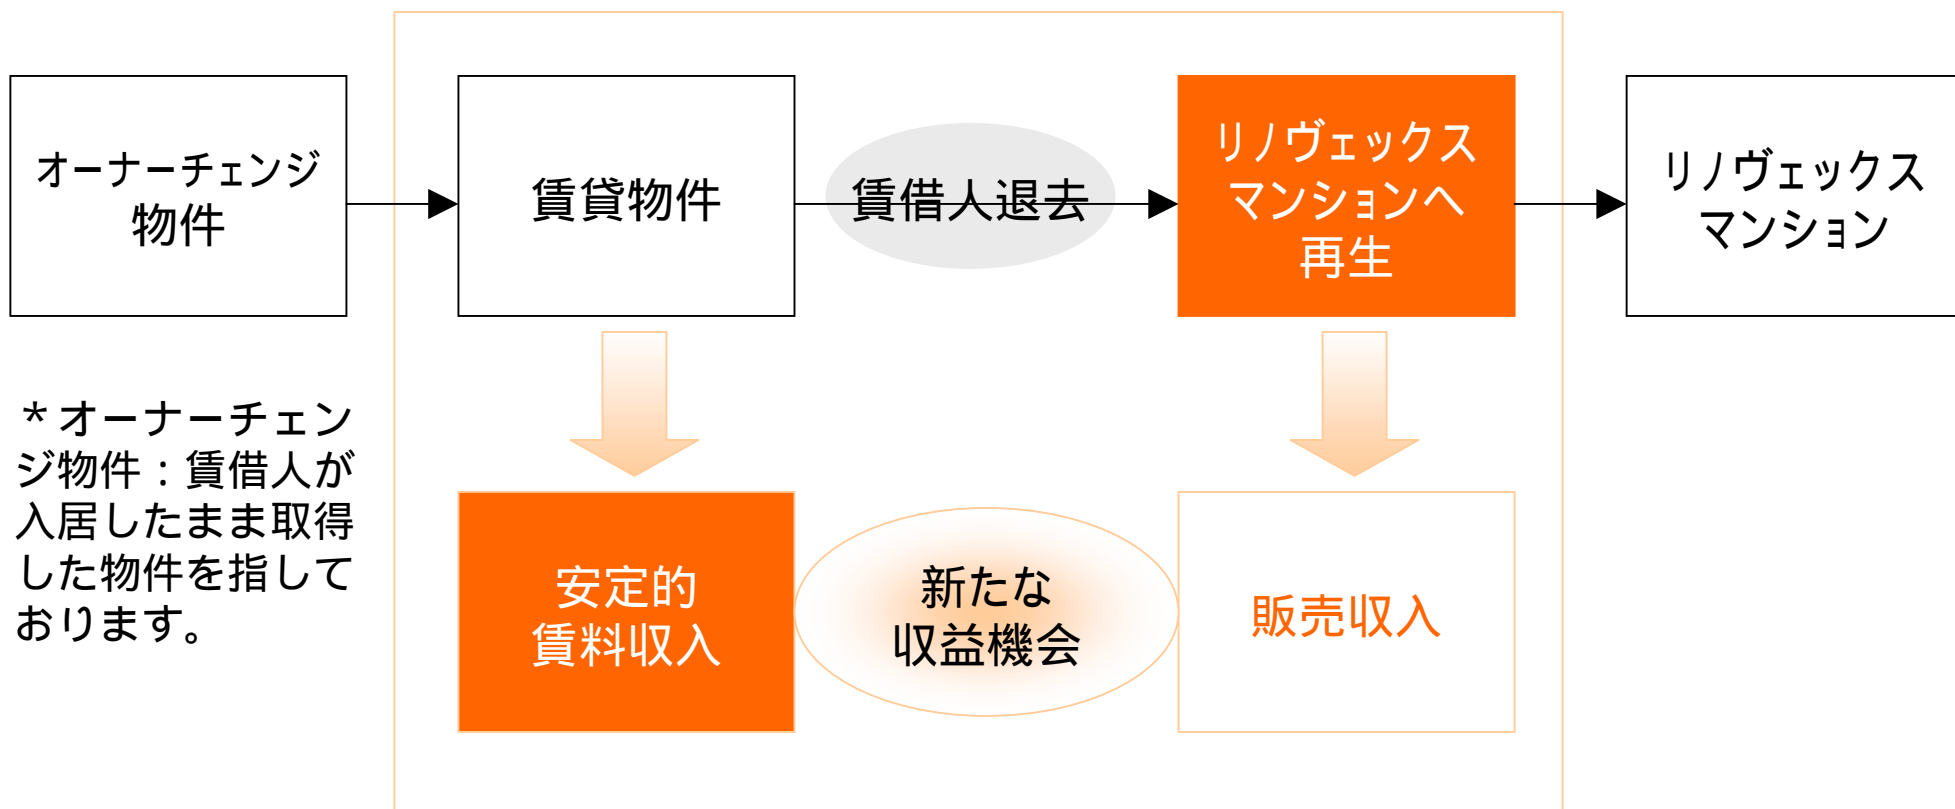 オーナーチェンジ
物件
賃貸物件
賃借人退去
リノヴェックス
マンションへ
再生
リノヴェックス
マンション
＊オーナーチェン
ジ物件：賃借人が
入居したまま取得
した物件を指して
おります。
安定的
賃料収入
新たな
収益機会
販売収入